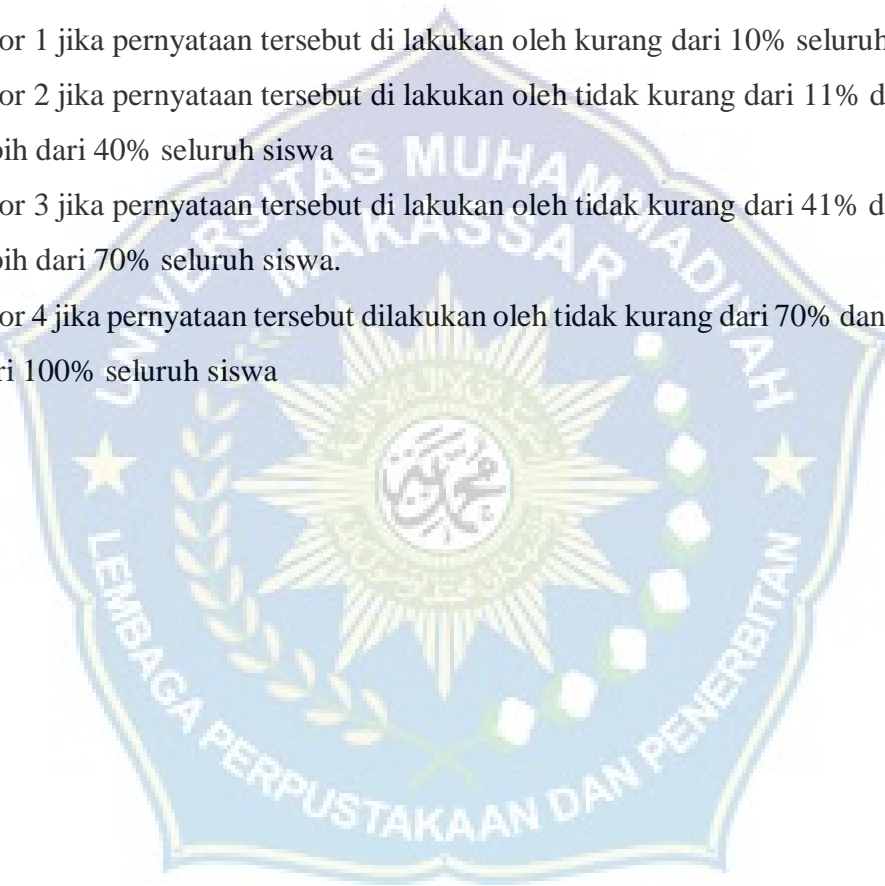 or 1 jika pernyataan tersebut di lakukan oleh kurang dari 10% seluruh
or 2 jika pernyataan tersebut di lakukan oleh tidak kurang dari 11% d
bih dari 40% seluruh siswa
or 3 jika pernyataan tersebut di lakukan oleh tidak kurang dari 41% d
bih dari 70% seluruh siswa.
or 4 jika pernyataan tersebut dilakukan oleh tidak kurang dari 70% dan
ri 100% seluruh siswa
UNIVERSITAS MUHAMMADIYAH
MAKASSAR
LEMBAGA PERPUSTAKAAN DAN PENERBITAN